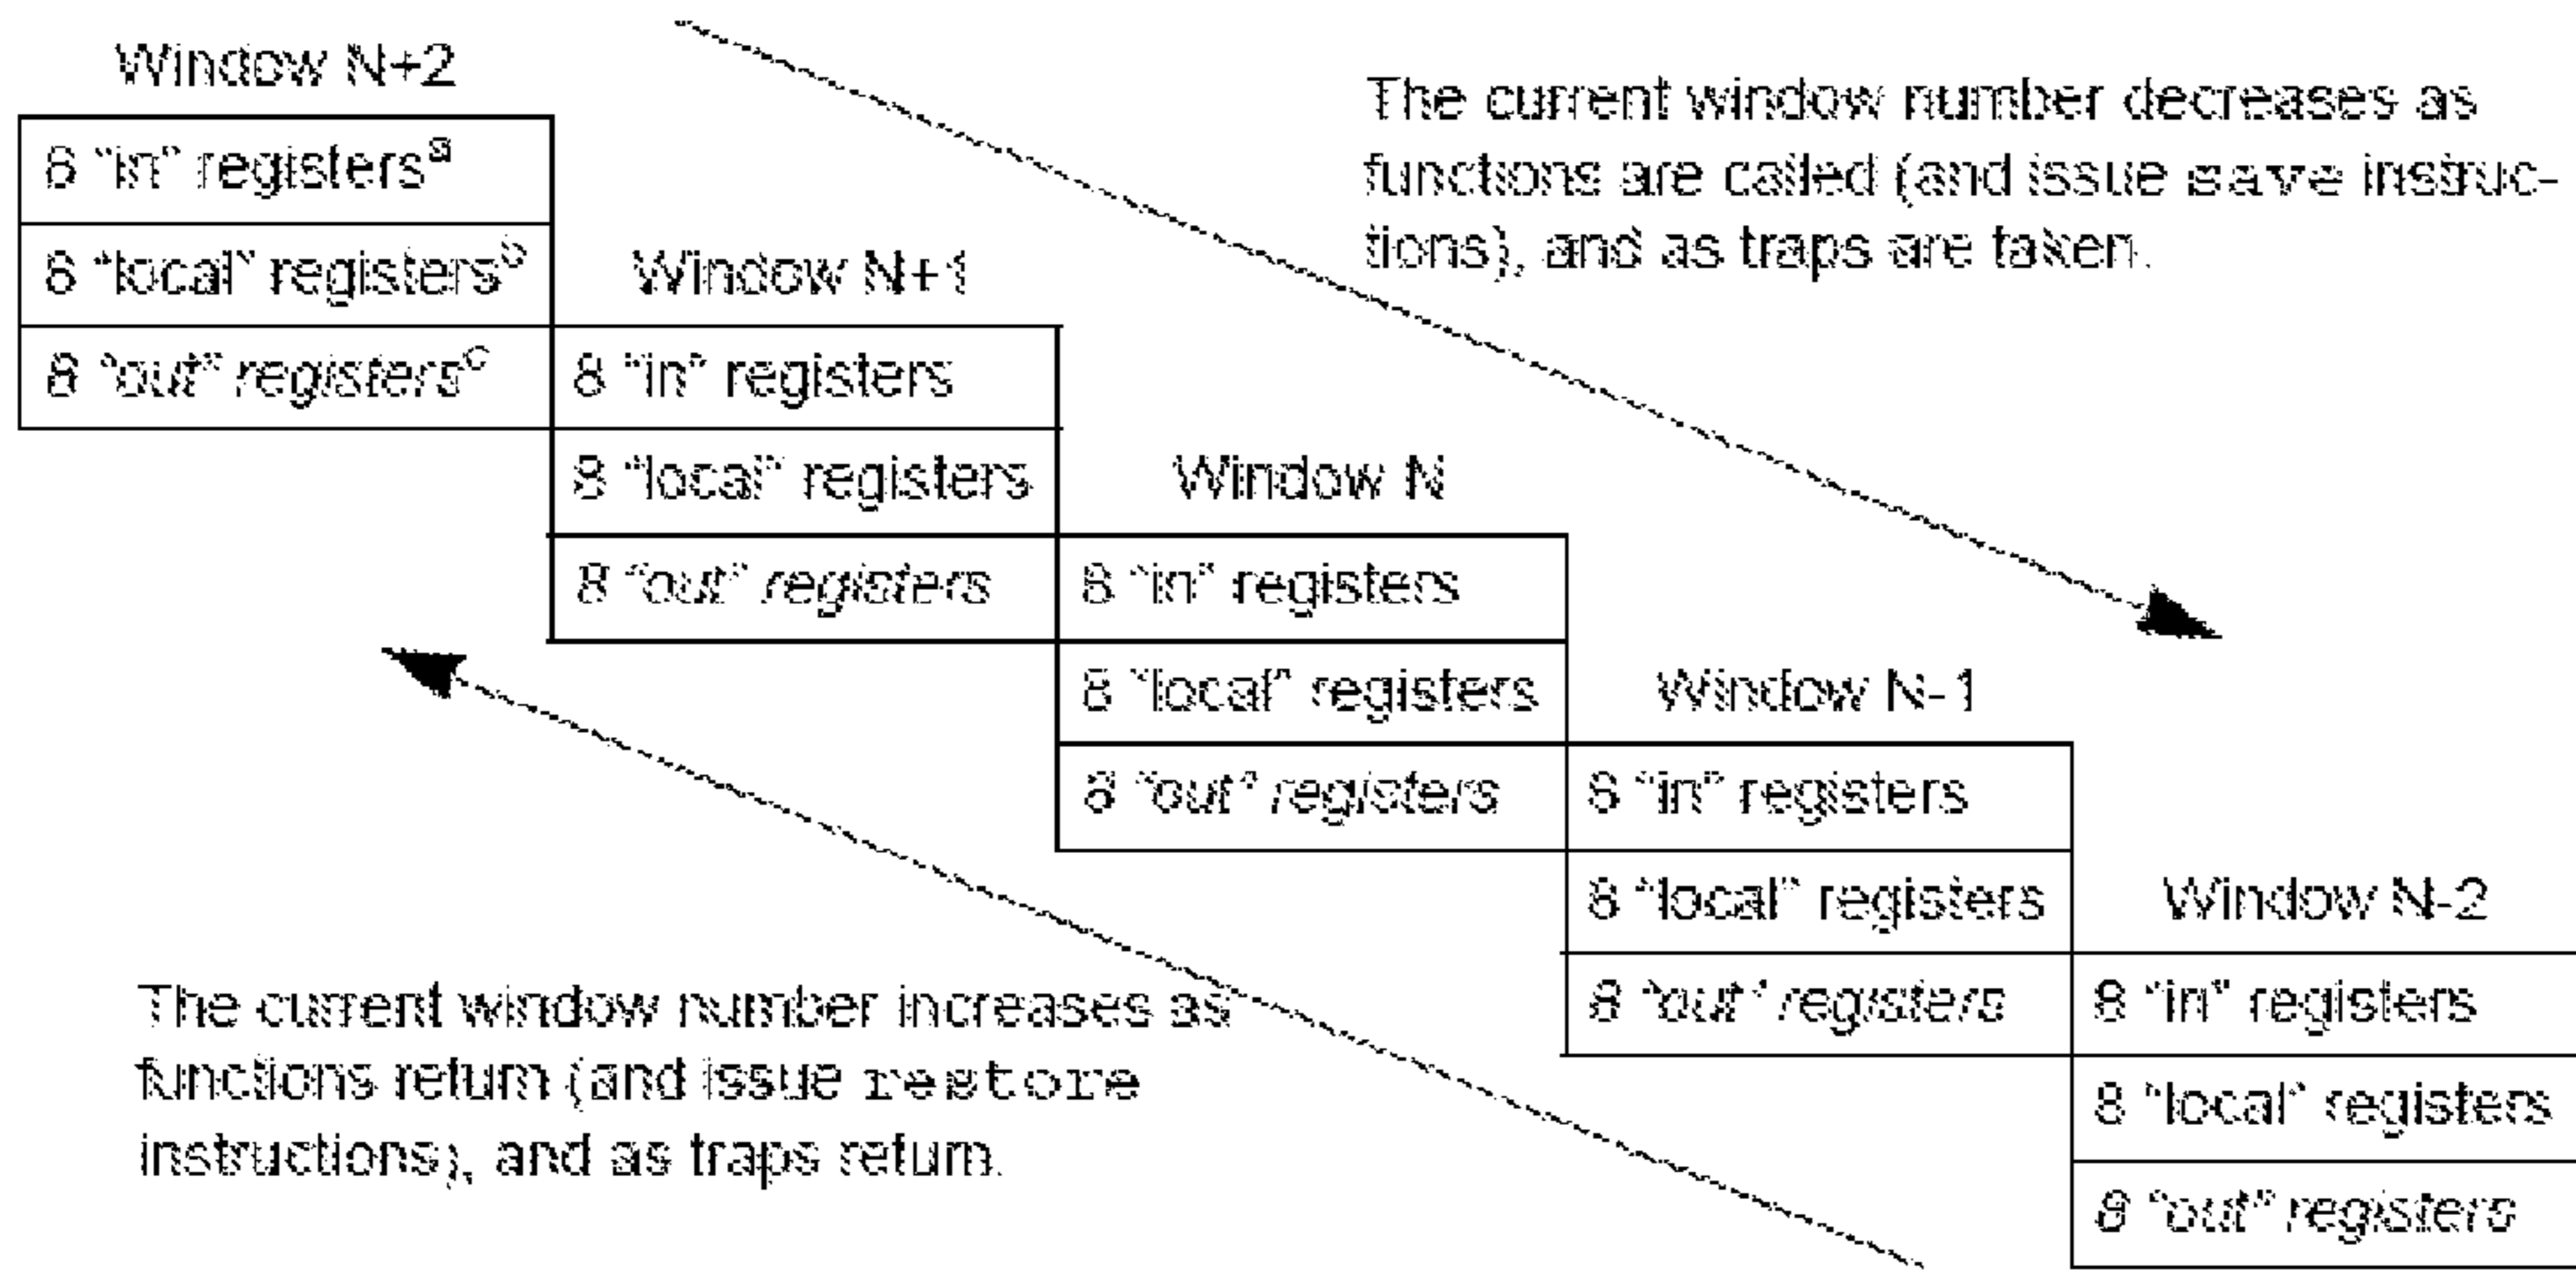 Window N+2
8 "in" registersᵃ
8 "local" registersᵇ
8 "out" registersᶜ
The current window number decreases as
functions are called (and issue save instruc-
tions), and as traps are taken.
Window N+1
8 "in" registers
8 "local" registers
8 "out" registers
Window N
8 "in" registers
8 "local" registers
8 "out" registers
Window N-1
8 "in" registers
8 "local" registers
8 "out" registers
Window N-2
8 "in" registers
8 "local" registers
8 "out" registers
The current window number increases as
functions return (and issue restore
instructions), and as traps return.